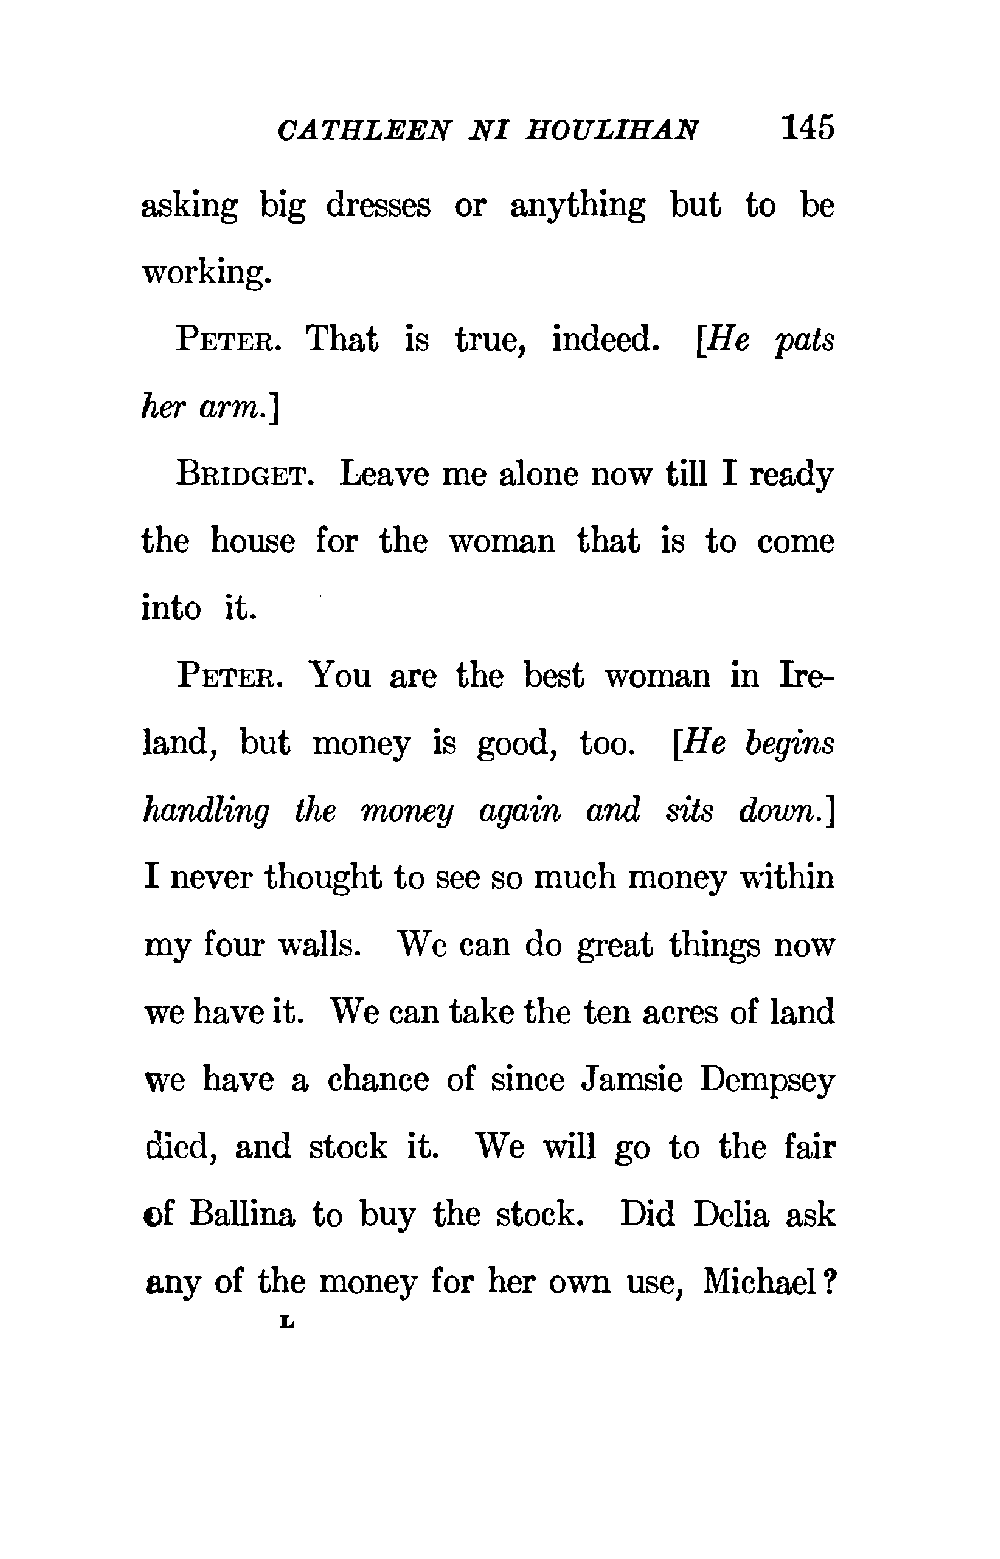 CATHLEEN NI HOULIHAN 145
asking big dresses or anything but to be
working.
PETER. That is true, indeed. [He pats
her arm.]
BRIDGET. Leave me alone now till I ready
the house for the woman that is to come
into it.
PETER. You are the best woman in Ire-
land, but money is good, too. [He begins
handling the money again and sits down.]
I never thought to see so much money within
my four walls. We can do great things now
we have it. We can take the ten acres of land
we have a chance of since Jamsie Dempsey
died, and stock it. We will go to the fair
of Ballina to buy the stock. Did Delia ask
any of the money for her own use, Michael?
L